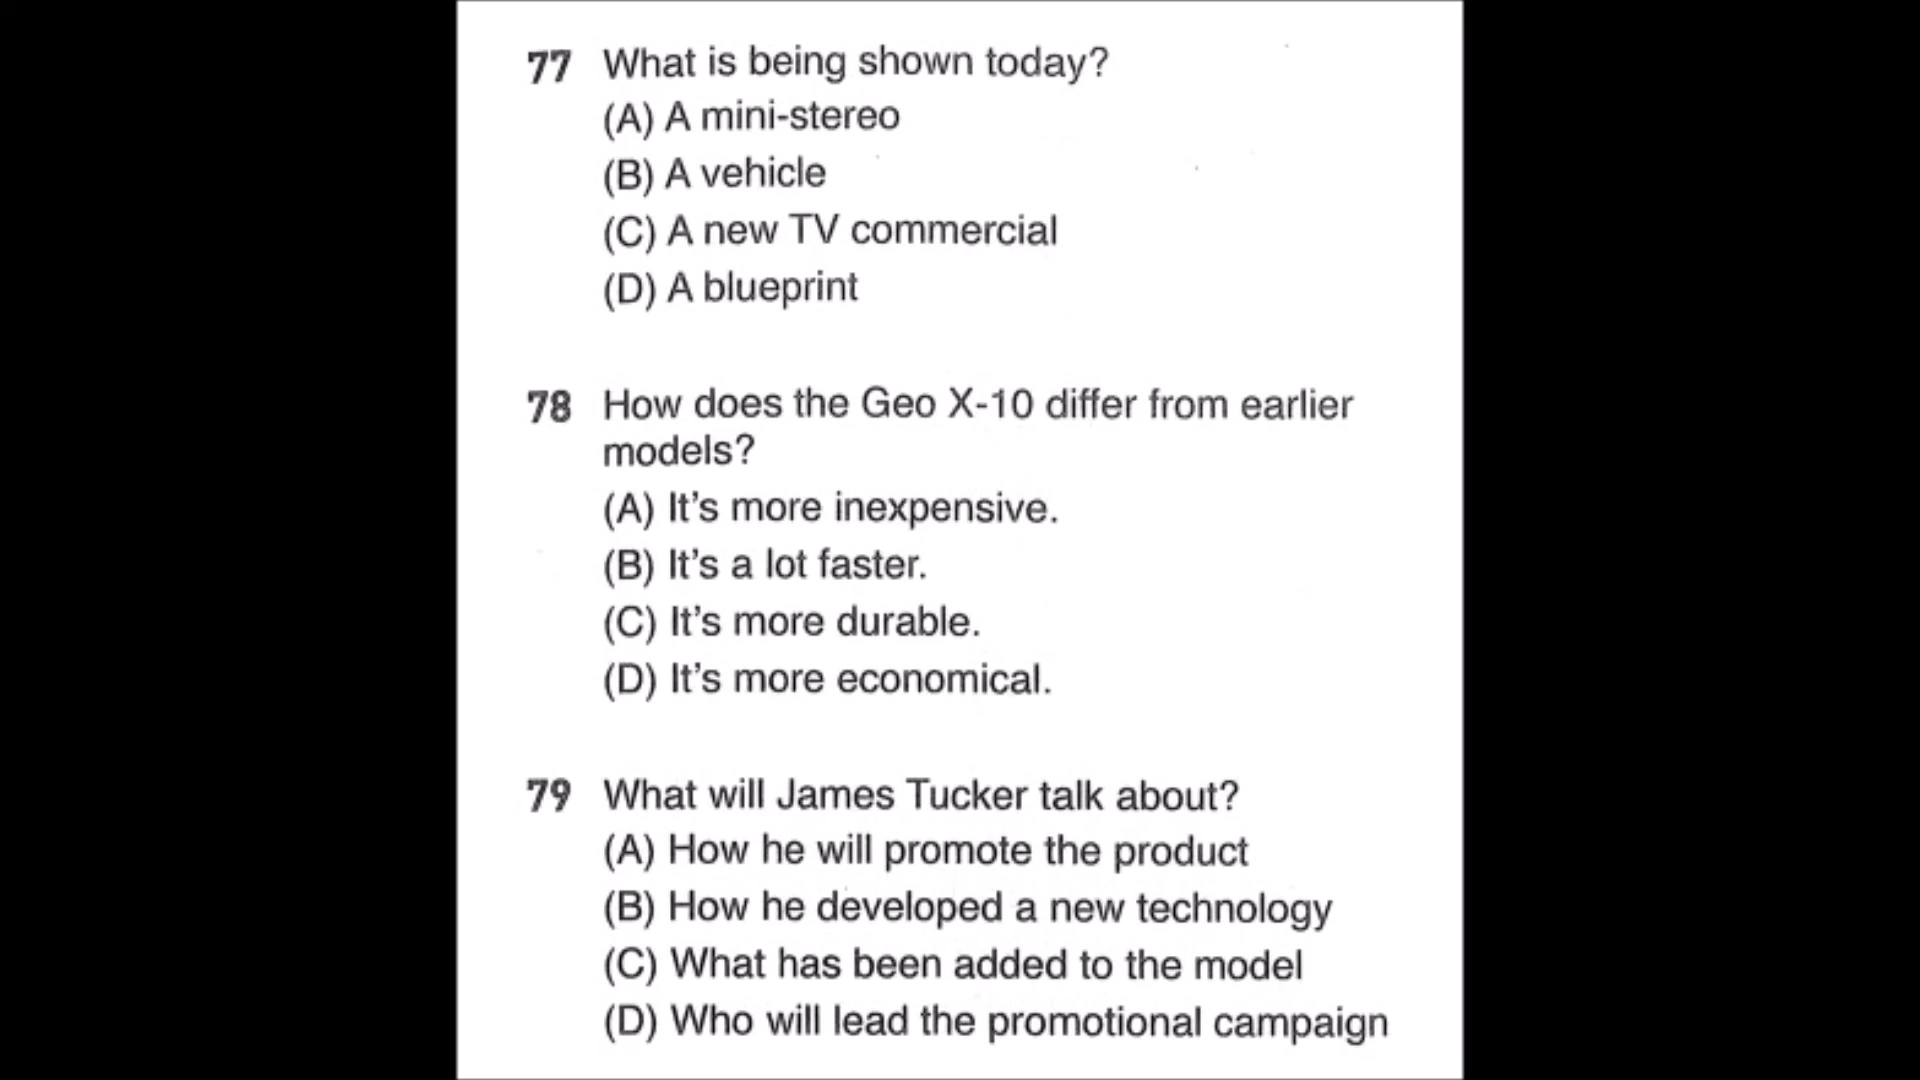 77 What is being shown today?
(A) A mini-stereo
(B) A vehicle
(C) A new TV commercial
(D) A blueprint
78 How does the Geo X-10 differ from earlier
models?
(A) It's more inexpensive.
(B) It's a lot faster.
(C) It's more durable.
(D) It's more economical.
79 What will James Tucker talk about?
(A) How he will promote the product
(B) How he developed a new technology
(C) What has been added to the model
(D) Who will lead the promotional campaign